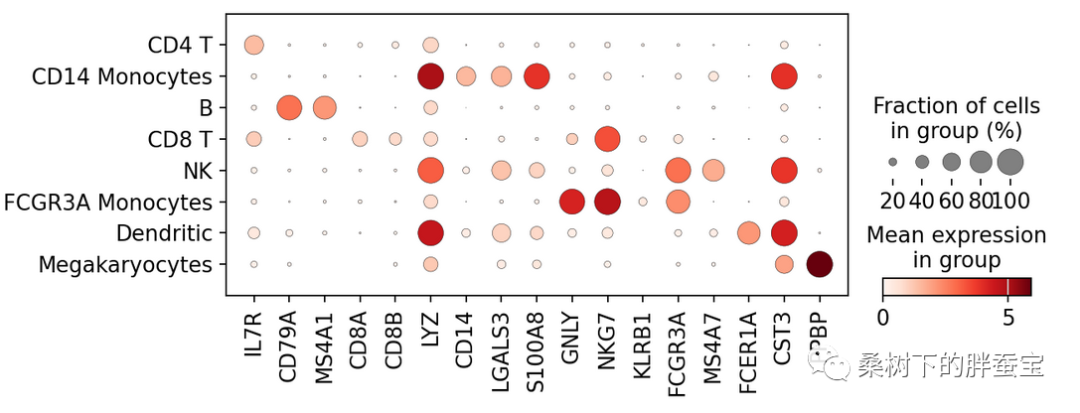 CD4 T
CD14 Monocytes
B
CD8 T
NK
FCGR3A Monocytes
Dendritic
Megakaryocytes
IL7R
CD79A
MS4A1
CD8A
CD8B
LYZ
CD14
LGALS3
S100A8
GNLY
NKG7
KLRB1
FCGR3A
MS4A7
FCER1A
CST3
PPBP
Fraction of cells
in group (%)
20 40 60 80100
Mean expression
in group
0 5
桑树下的胖蚕宝